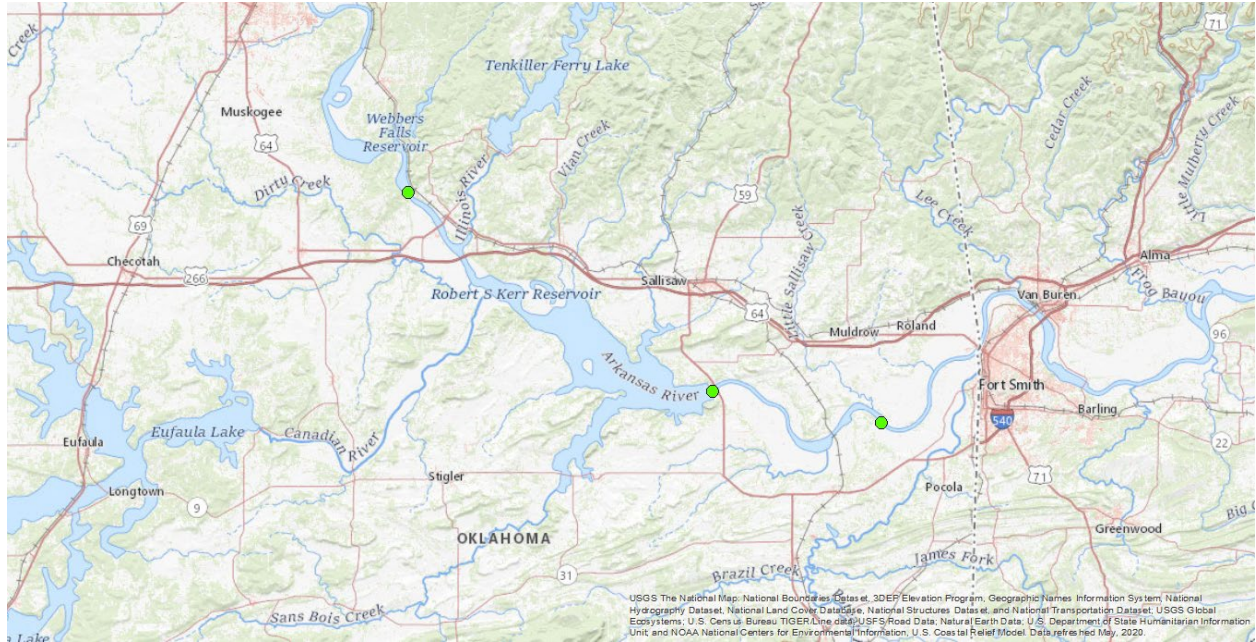 71
Creek
Tenkiller Ferry Lake
Muskogee
Webbers
Falls
Reservoir
64
Vian Creek
Cedar Creek
Little Mulberry Creek
Dirty Creek
Illinois River
59
Lee Creek
69
Little Sallisaw Creek
Checotah
266
Alma
Sallisaw
Robert S Kerr Reservoir
Van Buren
Frog Bayou
64
Muldrow
Roland
96
Arkansas River
Fort Smith
Barling
540
Eufaula
Eufaula Lake
Canadian River
22
Stigler
71
Longtown
9
Pocola
Greenwood
Big
OKLAHOMA
James Fork
31
Brazil Creek
Sans Bois Creek
a Lake
USGS The National Map: National Boundaries Dataset, 3DEP Elevation Program, Geographic Names Information System, National
Hydrography Dataset, National Land Cover Database, National Structures Dataset, and National Transportation Dataset; USGS Global
Ecosystems; U.S. Census Bureau TIGER/Line data; USFS Road Data; Natural Earth Data; U.S. Department of State Humanitarian Information
Unit; and NOAA National Centers for Environmental Information, U.S. Coastal Relief Model. Data refreshed May, 2020.